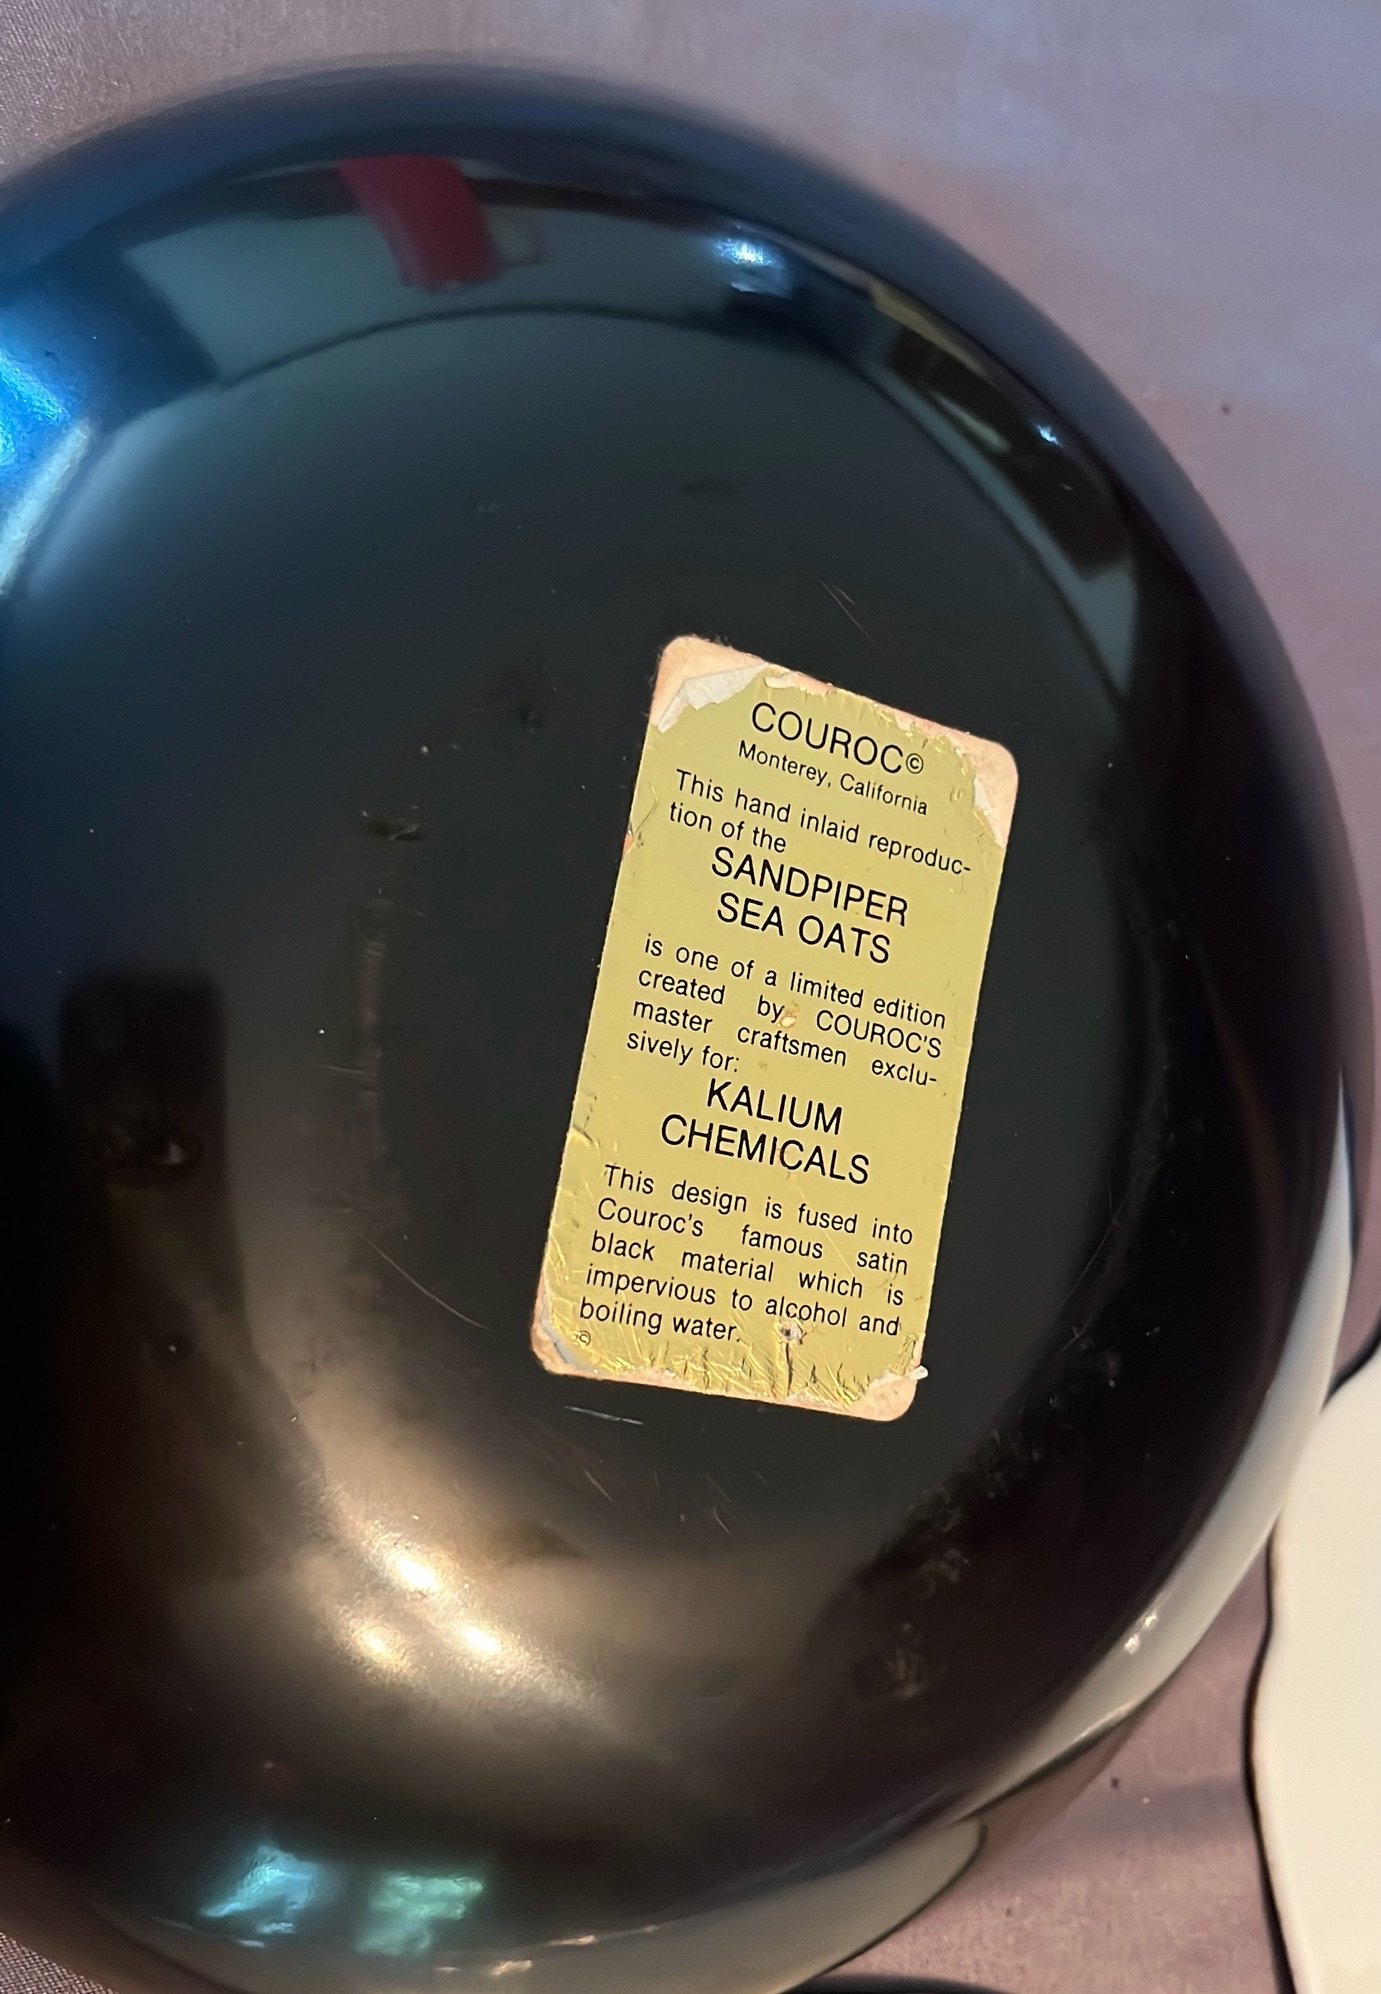 COUROC©
Monterey, California
This hand inlaid reproduc-
tion of the
SANDPIPER
SEA OATS
is one of a limited edition
created by COUROC'S
master craftsmen exclu-
sively for:
KALIUM
CHEMICALS
This design is fused into
Couroc's famous satin
black material which is
impervious to alcohol and
boiling water.
©